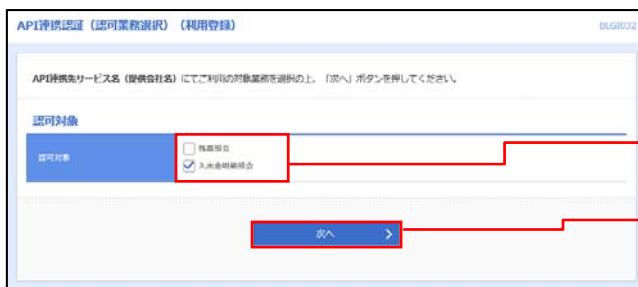 API連携認証（認可業務選択）（利用登録）
BLGI032
API連携先サービス名（提供会社名）にてご利用の対象業務を選択の上、「次へ」ボタンを押してください。
認可対象
認可対象
残高照会
入出金明細照会
次へ